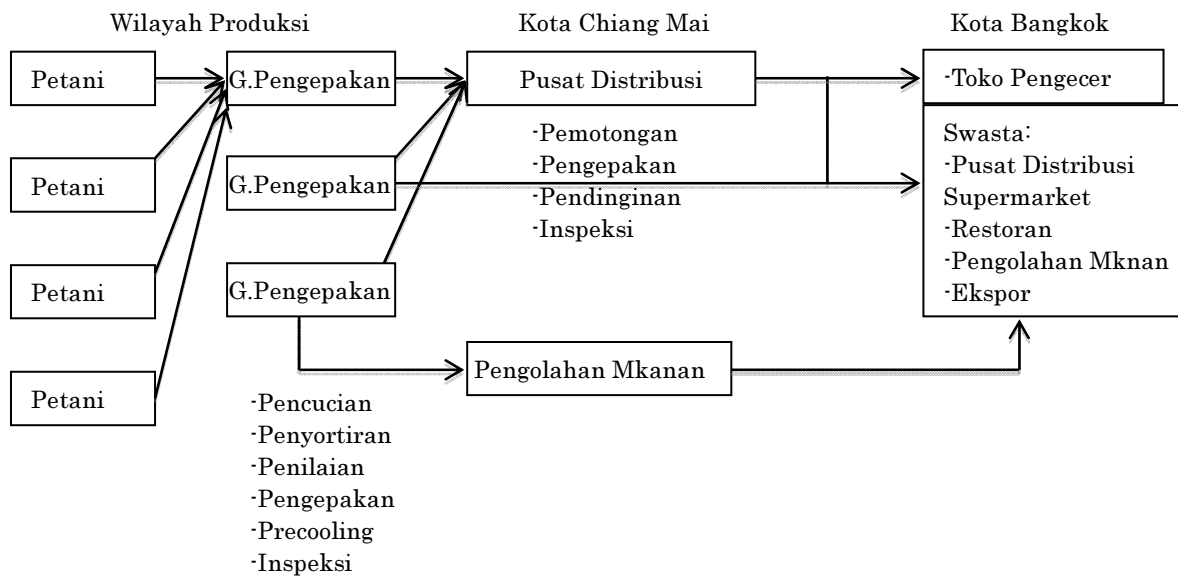 Wilayah Produksi
Kota Chiang Mai
Kota Bangkok
Petani
G.Pengepakan
Pusat Distribusi
-Toko Pengecer
-Pemotongan
-Pengepakan
-Pendinginan
-Inspeksi
Swasta:
-Pusat Distribusi
Supermarket
-Restoran
-Pengolahan Mknan
-Ekspor
Petani
G.Pengepakan
Petani
G.Pengepakan
Petani
Pengolahan Mkanan
-Pencucian
-Penyortiran
-Penilaian
-Pengepakan
-Precooling
-Inspeksi